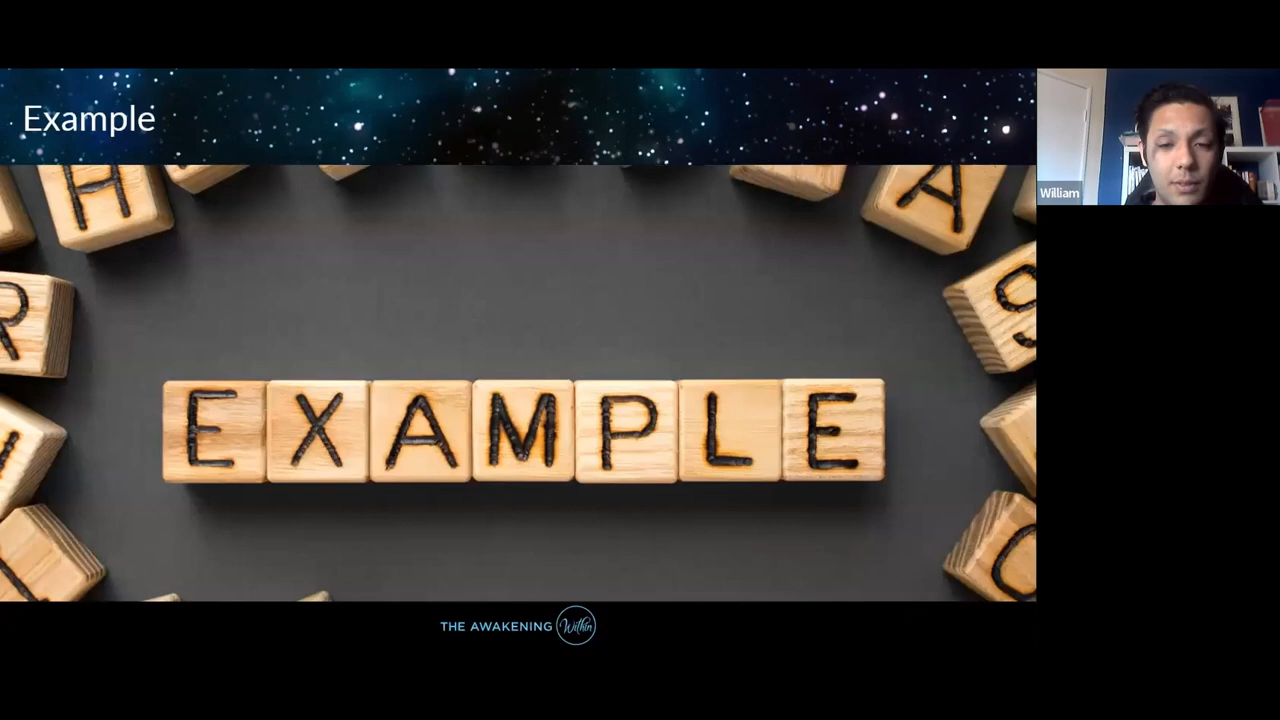 Example
William
H
A
R
S
EXAMPLE
THE AWAKENING Within